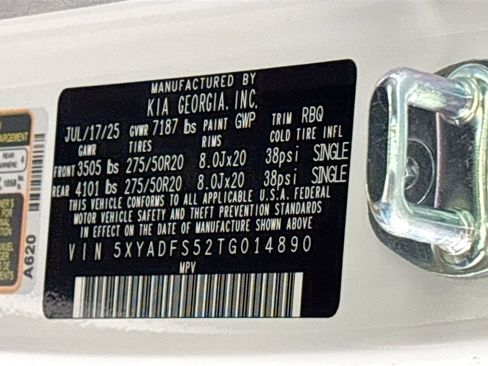 MANUFACTURED BY
KIA GEORGIA, INC.
JUL/17/25 GVWR 7187 lbs PAINT GWP TRIM RBQ
GAWR TIRES RIMS COLD TIRE INFL
FRONT 3505 lbs 275/50R20 8.0Jx20 38psi SINGLE
REAR 4101 lbs 275/50R20 8.0Jx20 38psi SINGLE
THIS VEHICLE CONFORMS TO ALL APPLICABLE U.S.A. FEDERAL
MOTOR VEHICLE SAFETY AND THEFT PREVENTION STANDARDS
IN EFFECT ON THE DATE OF MANUFACTURE SHOWN ABOVE
VIN 5XYADFS52TG014890
MPV
A620
REAR
4